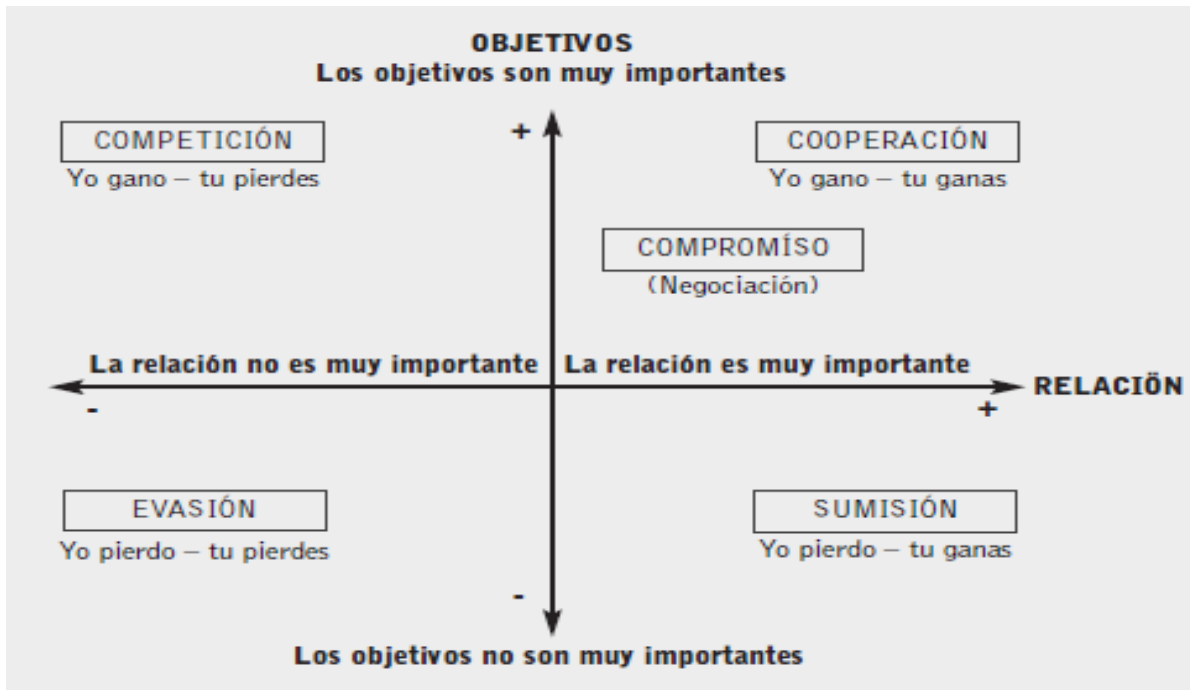 OBJETIVOS
Los objetivos son muy importantes
+
COMPETICIÓN
COOPERACIÓN
Yo gano – tu pierdes
Yo gano – tu ganas
COMPROMÍSO
(Negociación)
La relación no es muy importante
La relación es muy importante
RELACIÖN
-
+
EVASIÓN
SUMISIÓN
Yo pierdo – tu pierdes
Yo pierdo – tu ganas
-
Los objetivos no son muy importantes